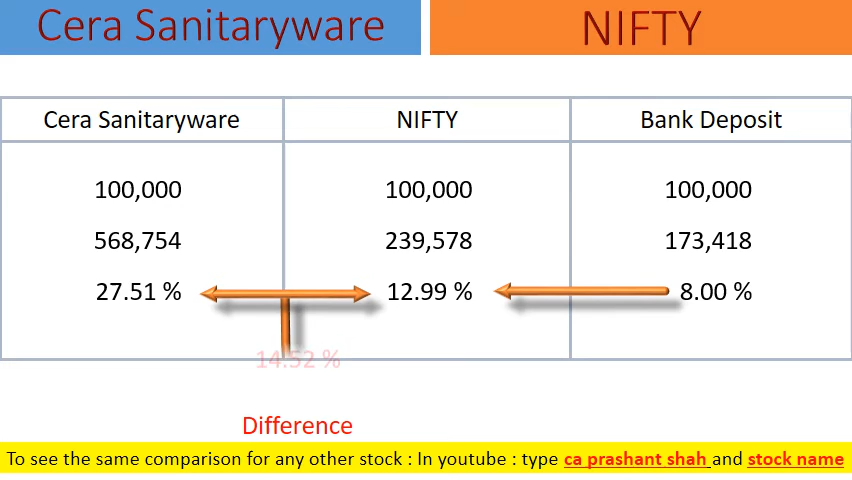 Cera Sanitaryware NIFTY
Cera Sanitaryware NIFTY Bank Deposit
100,000 100,000 100,000
568,754 239,578 173,418
27.51 % 12.99 % 8.00 %
14.52 %
Difference
To see the same comparison for any other stock : In youtube : type ca prashant shah and stock name